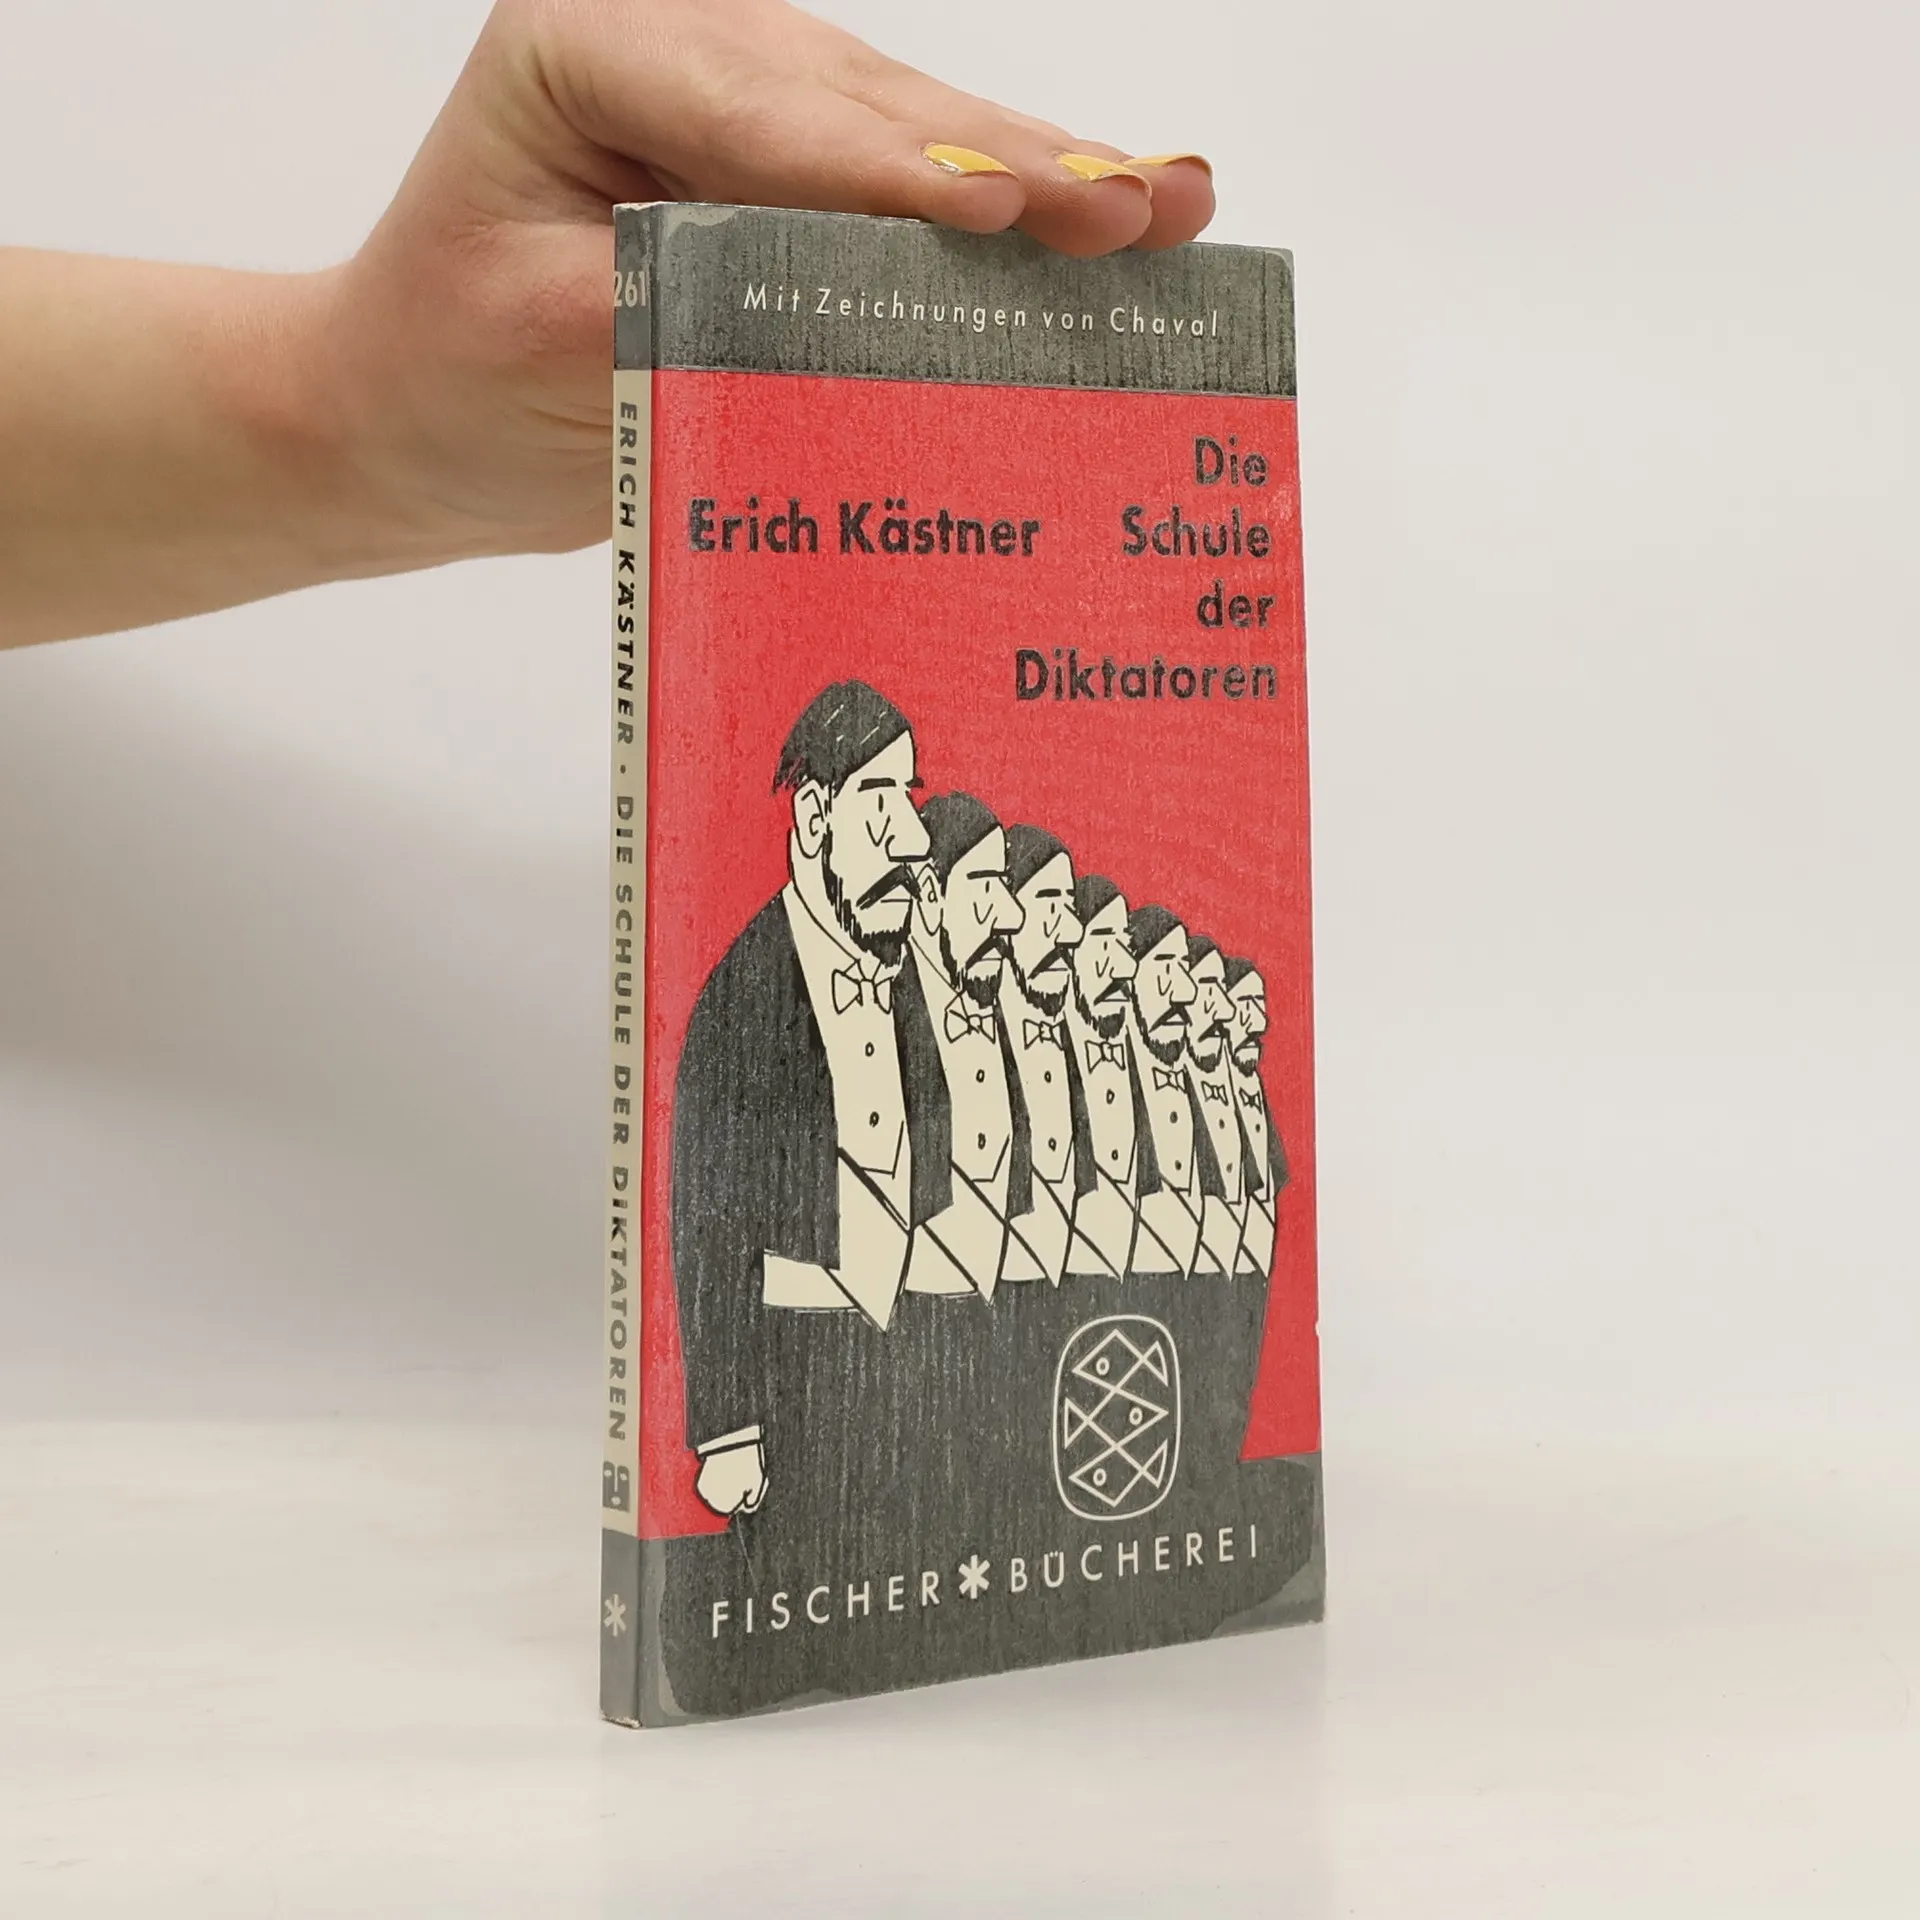 Mit Zeichnungen von Chaval
Erich Kästner
Die
Schule
der
Diktatoren
FISCHER * BÜCHEREI
261
ERICH KÄSTNER · DIE SCHULE DER DIKTATOREN
*